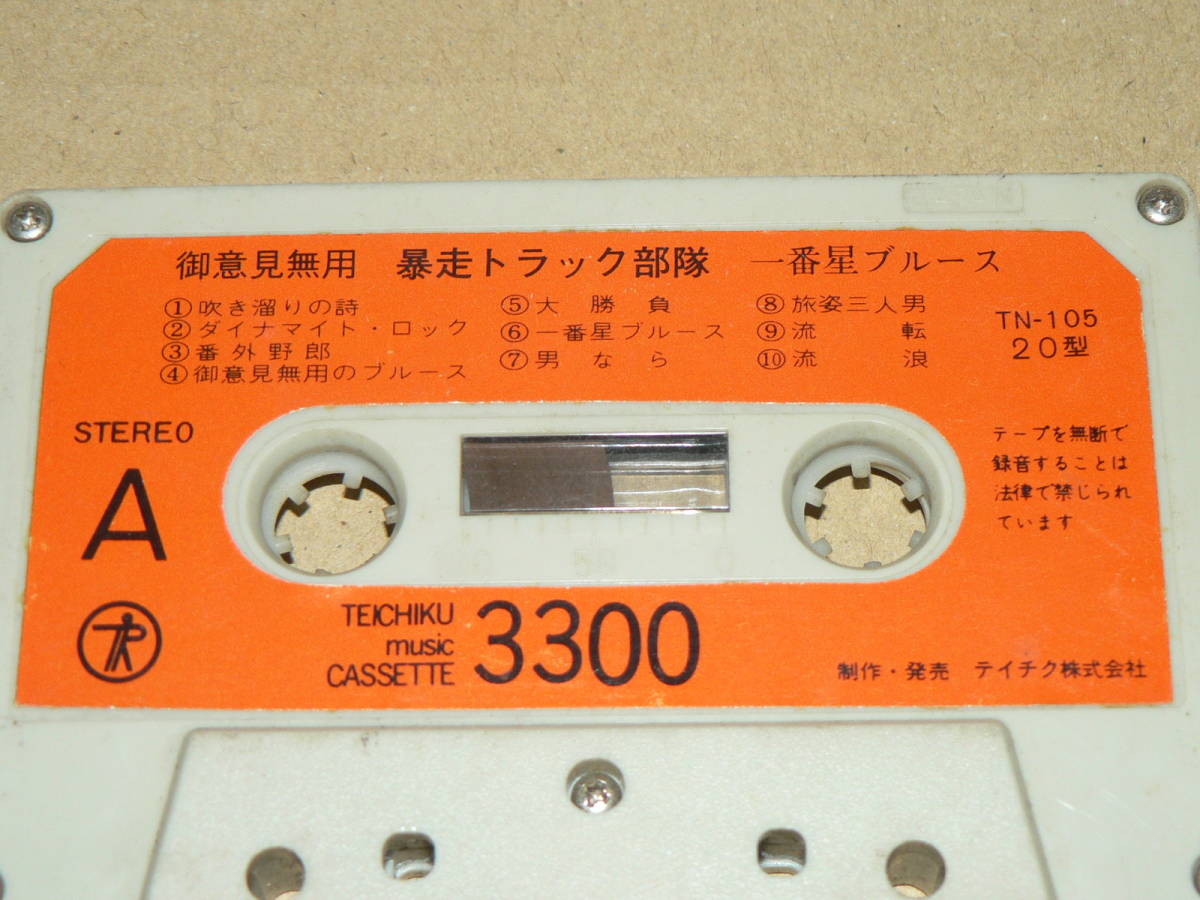 御意見無用 暴走トラック部隊 一番星ブルース
①吹き溜りの詩
②ダイナマイト・ロック
③番外野郎
④御意見無用のブルース
⑤大勝負
⑥一番星ブルース
⑦男なら
⑧旅姿三人男
⑨流転
⑩流浪
TN-105
20型
STEREO
A
テープを無断で
録音することは
法律で禁じられ
ています
TEICHIKU
music
CASSETTE
3300
制作・発売 テイチク株式会社